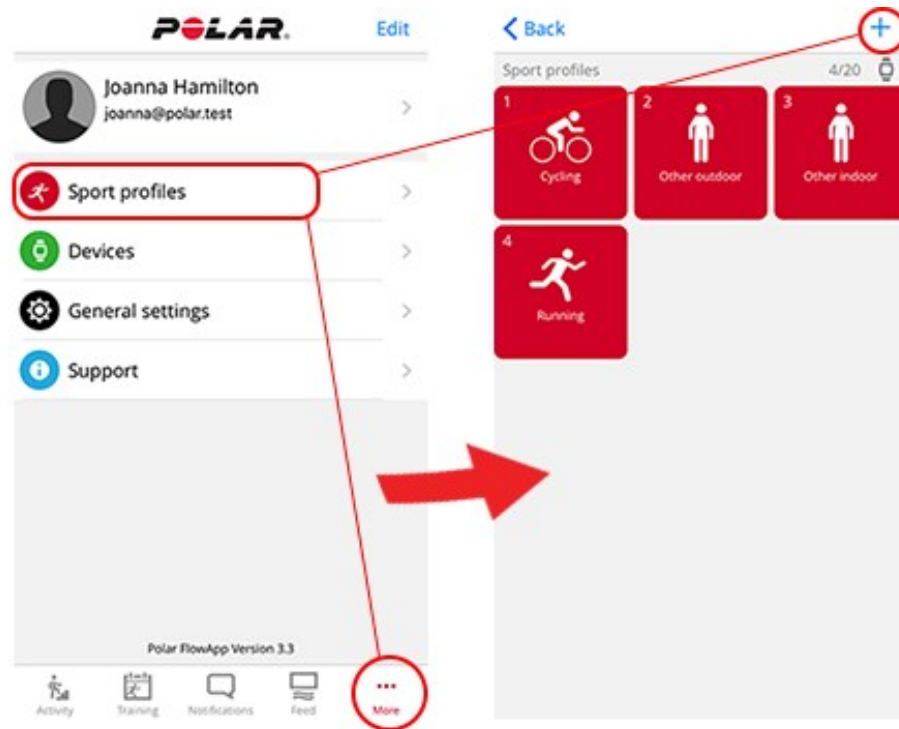 POLAR.
Edit
Joanna Hamilton
joanna@polar.test
Sport profiles
Devices
General settings
Support
Polar FlowApp Version 3.3
Activity
Training
Notifications
Feed
More
Back
Sport profiles
4/20
1
Cycling
2
Other outdoor
3
Other indoor
4
Running